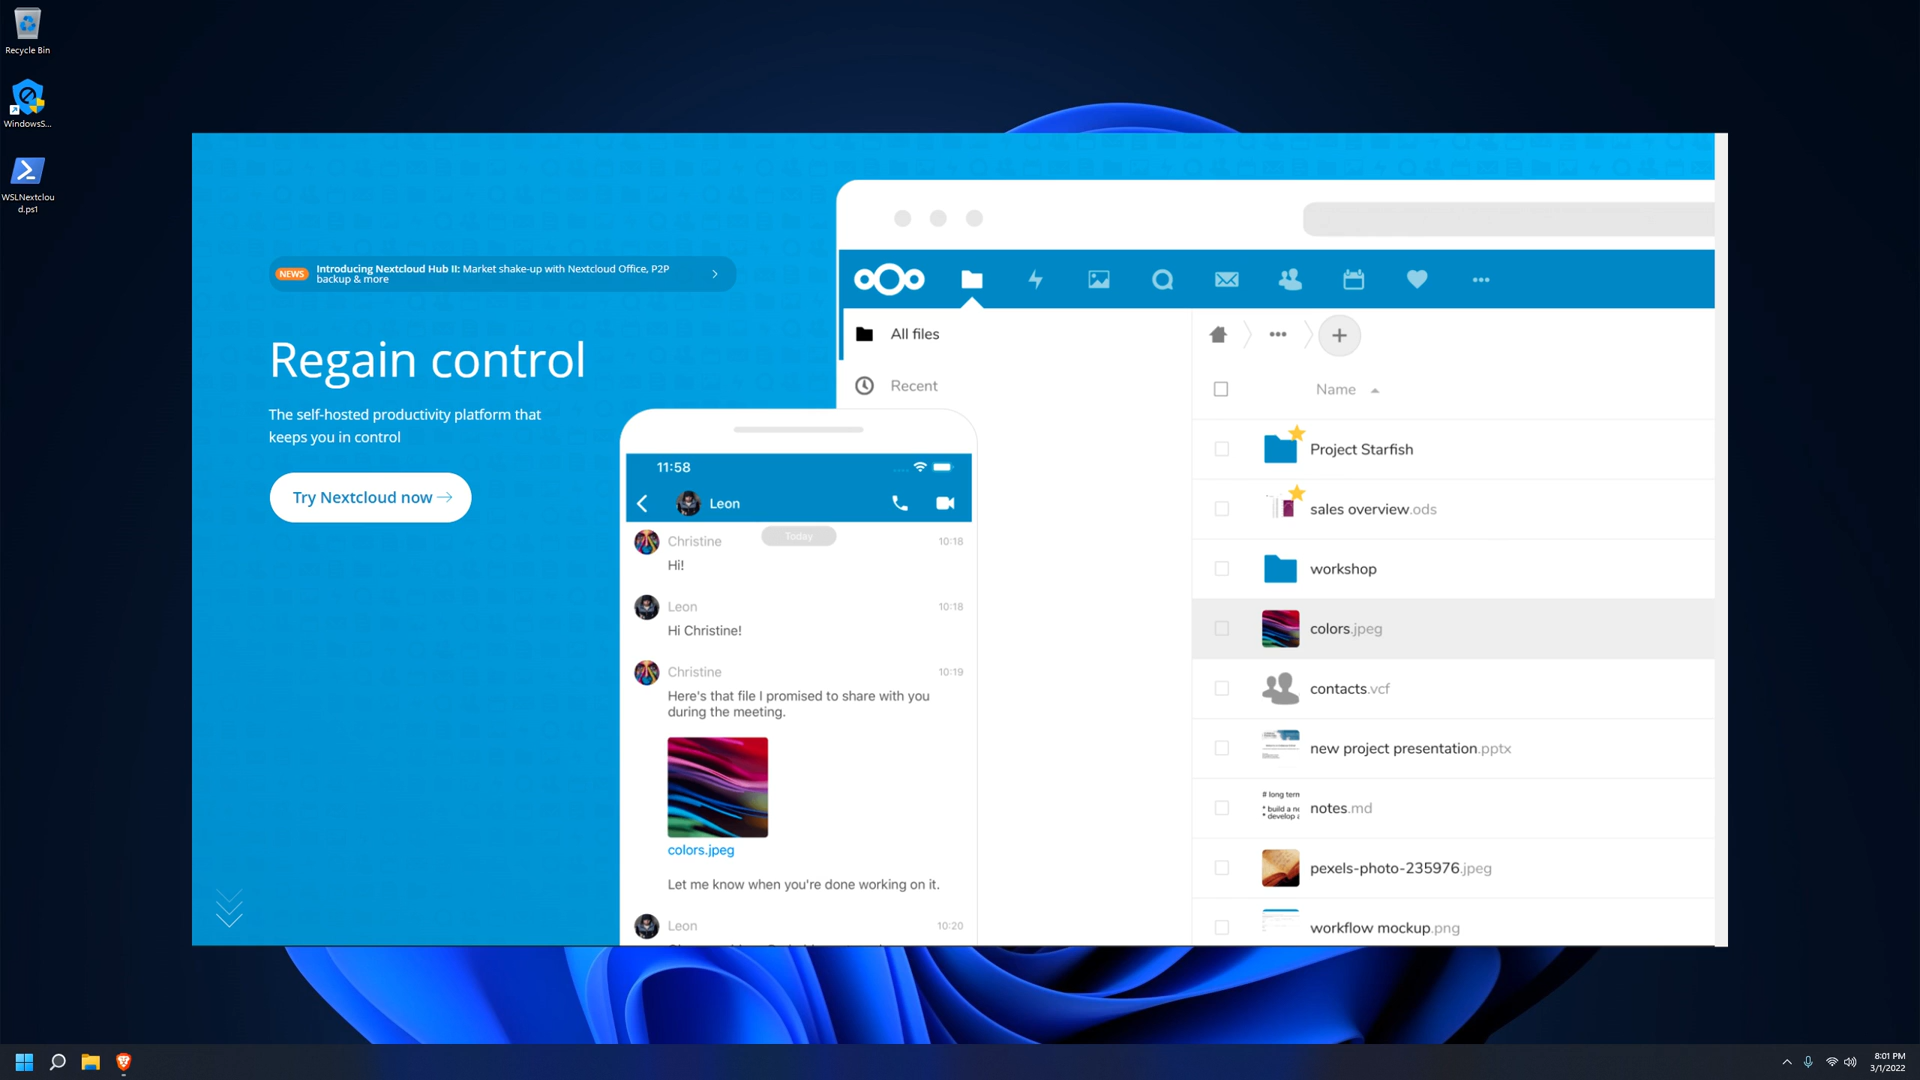 Recycle Bin
WindowsS...
WSLNextclou
d.ps1
NEWS
Introducing Nextcloud Hub II: Market shake-up with Nextcloud Office, P2P
backup & more
Regain control
The self-hosted productivity platform that
keeps you in control
Try Nextcloud now
All files
Recent
Name
Project Starfish
sales overview.ods
workshop
colors.jpeg
contacts.vcf
new project presentation.pptx
# long term
* build a n
* develop a
notes.md
pexels-photo-235976.jpeg
workflow mockup.png
11:58
Leon
Today
Christine 10:18
Hi!
Leon 10:18
Hi Christine!
Christine 10:19
Here's that file I promised to share with you
during the meeting.
colors.jpeg
Let me know when you're done working on it.
Leon 10:20
8:01 PM
3/1/2022